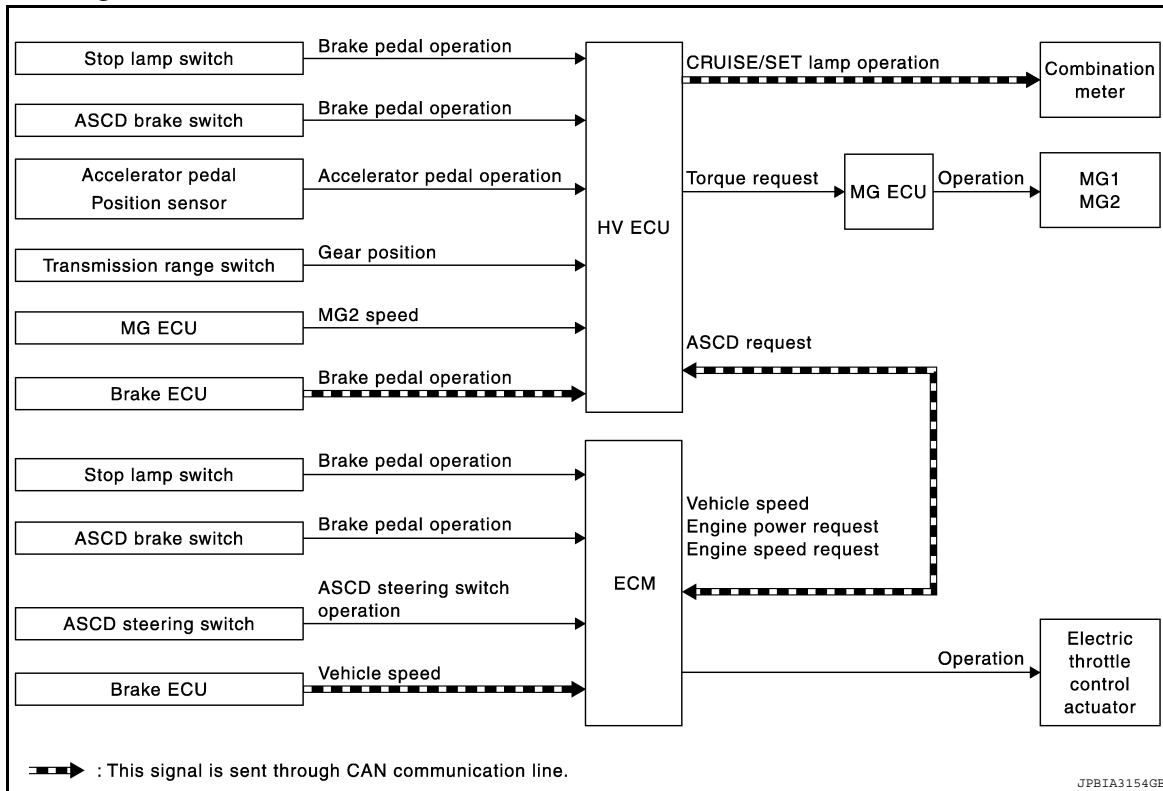 Stop lamp switch
Brake pedal operation
ASCD brake switch
Brake pedal operation
Accelerator pedal
Position sensor
Accelerator pedal operation
Transmission range switch
Gear position
MG ECU
MG2 speed
Brake ECU
Brake pedal operation
HV ECU
CRUISE/SET lamp operation
Combination
meter
Torque request
MG ECU
Operation
MG1
MG2
ASCD request
Stop lamp switch
Brake pedal operation
ASCD brake switch
Brake pedal operation
ASCD steering switch
ASCD steering switch
operation
Brake ECU
Vehicle speed
ECM
Vehicle speed
Engine power request
Engine speed request
Operation
Electric
throttle
control
actuator
: This signal is sent through CAN communication line.
JPBIA3154GB